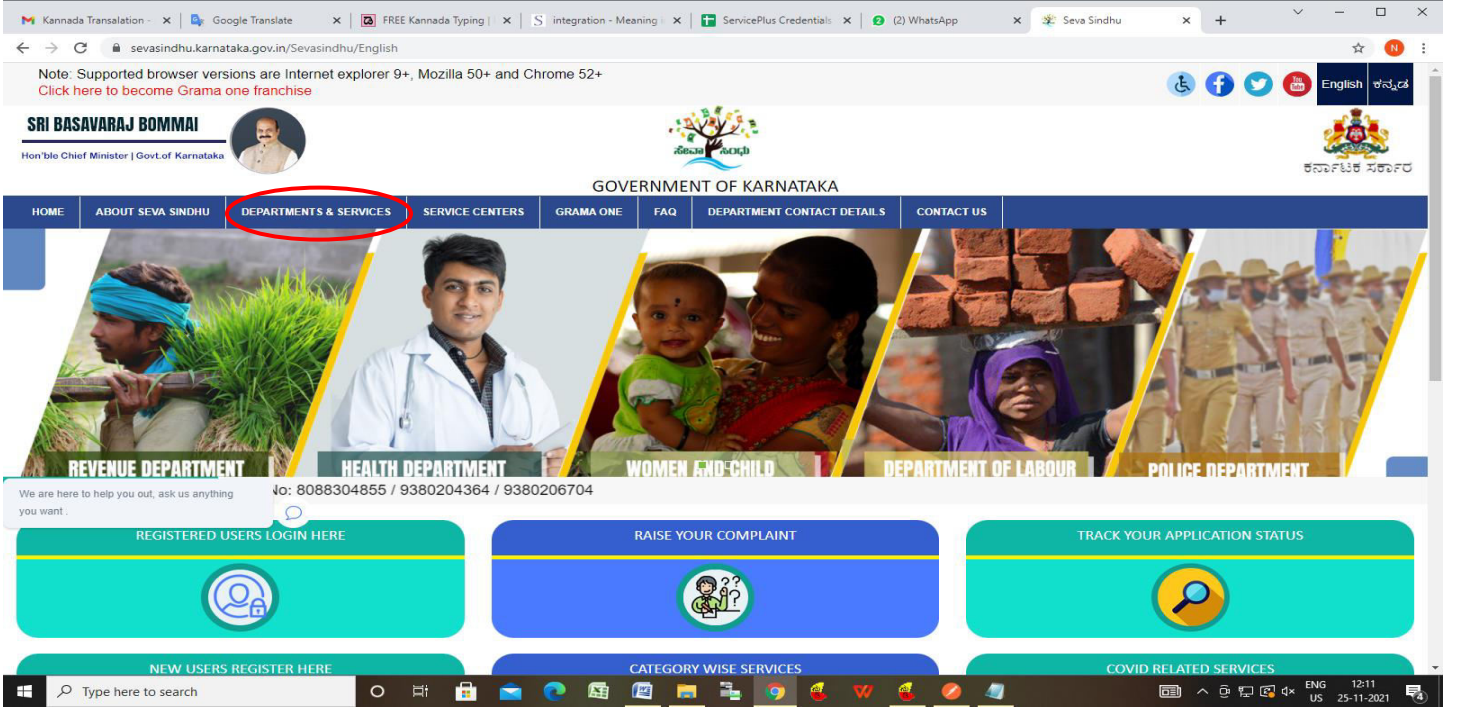 Kannada Transalation -
Google Translate
FREE Kannada Typing |
integration - Meaning
ServicePlus Credentials
(2) WhatsApp
Seva Sindhu
sevasindhu.karnataka.gov.in/Sevasindhu/English
N
Note: Supported browser versions are Internet explorer 9+, Mozilla 50+ and Chrome 52+
Click here to become Grama one franchise
You Tube
English ಕನ್ನಡ
SRI BASAVARAJ BOMMAI
Hon'ble Chief Minister | Govt.of Karnataka
ಸೇವಾ ಸಿಂಧು
GOVERNMENT OF KARNATAKA
ಕರ್ನಾಟಕ ಸರ್ಕಾರ
HOME ABOUT SEVA SINDHU DEPARTMENTS & SERVICES SERVICE CENTERS GRAMA ONE FAQ DEPARTMENT CONTACT DETAILS CONTACT US
REVENUE DEPARTMENT HEALTH DEPARTMENT WOMEN AND CHILD DEPARTMENT OF LABOUR POLICE DEPARTMENT
No: 8088304855 / 9380204364 / 9380206704
We are here to help you out, ask us anything
you want .
REGISTERED USERS LOGIN HERE RAISE YOUR COMPLAINT TRACK YOUR APPLICATION STATUS
NEW USERS REGISTER HERE CATEGORY WISE SERVICES COVID RELATED SERVICES
Type here to search
ENG 12:11
US 25-11-2021
4